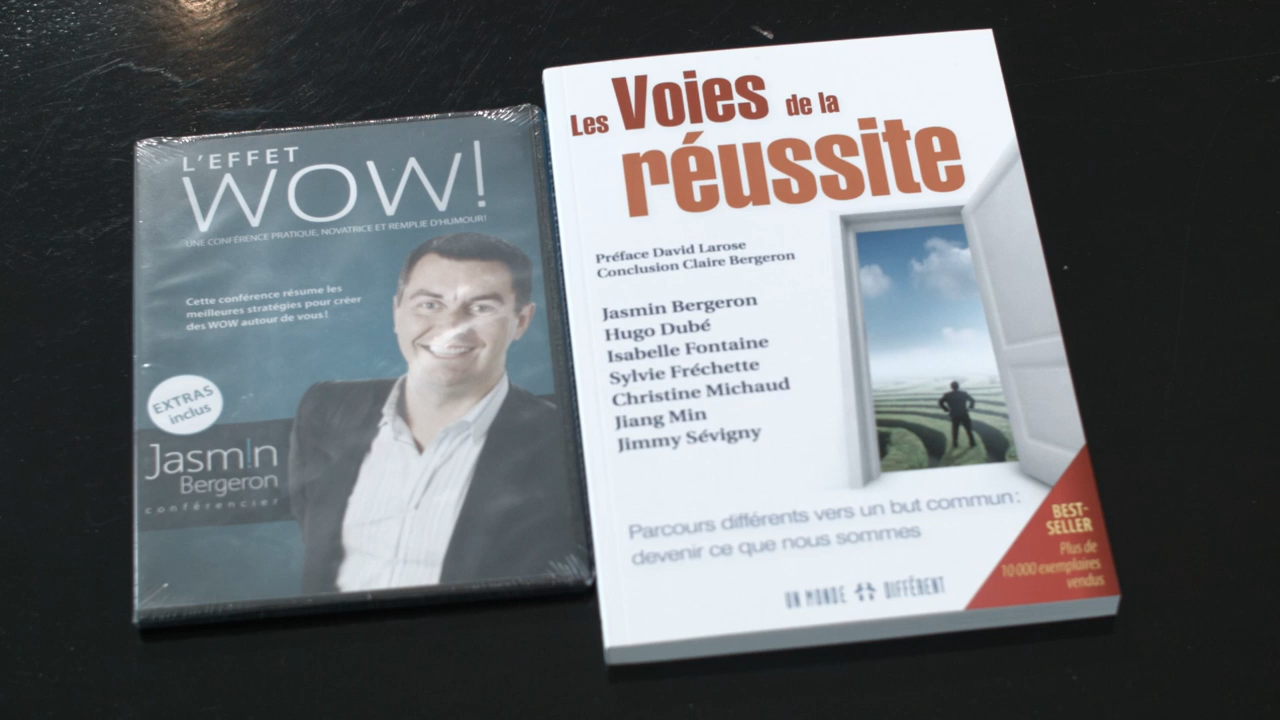 L'EFFET
WOW!
UNE CONFÉRENCE PRATIQUE, NOVATRICE ET REMPLIE D'HUMOUR!
Cette conférence résume les
meilleures stratégies pour créer
des WOW autour de vous!
EXTRAS
inclus
Jasm!n
Bergeron
conférencier
Les Voies de la
réussite
Préface David Larose
Conclusion Claire Bergeron
Jasmin Bergeron
Hugo Dubé
Isabelle Fontaine
Sylvie Fréchette
Christine Michaud
Jiang Min
Jimmy Sévigny
Parcours différents vers un but commun:
devenir ce que nous sommes
UN MONDE DIFFÉRENT
BEST-
SELLER
Plus de
10 000 exemplaires
vendus